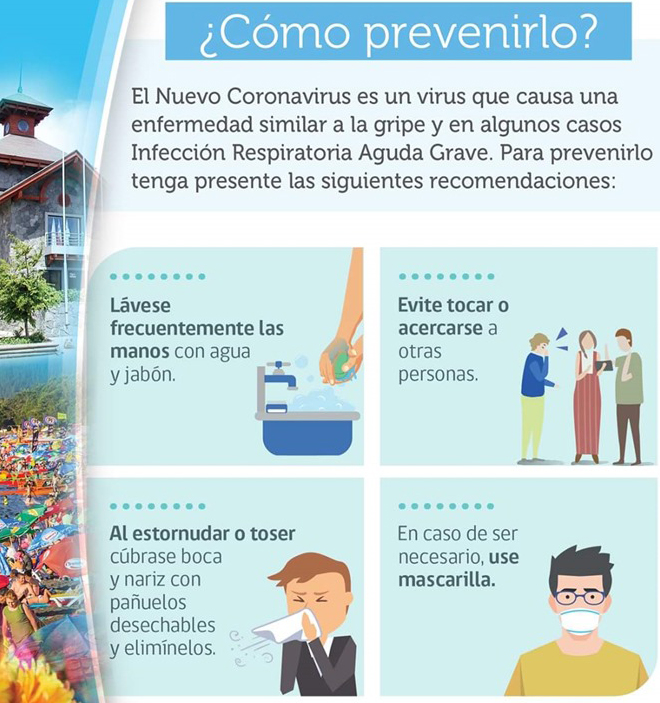 ¿Cómo prevenirlo?
El Nuevo Coronavirus es un virus que causa una
enfermedad similar a la gripe y en algunos casos
Infección Respiratoria Aguda Grave. Para prevenirlo
tenga presente las siguientes recomendaciones:
Lávese
frecuentemente las
manos con agua
y jabón.
Evite tocar o
acercarse a
otras
personas.
Al estornudar o toser
cúbrase boca
y nariz con
pañuelos
desechables
y elimínelos.
En caso de ser
necesario, use
mascarilla.